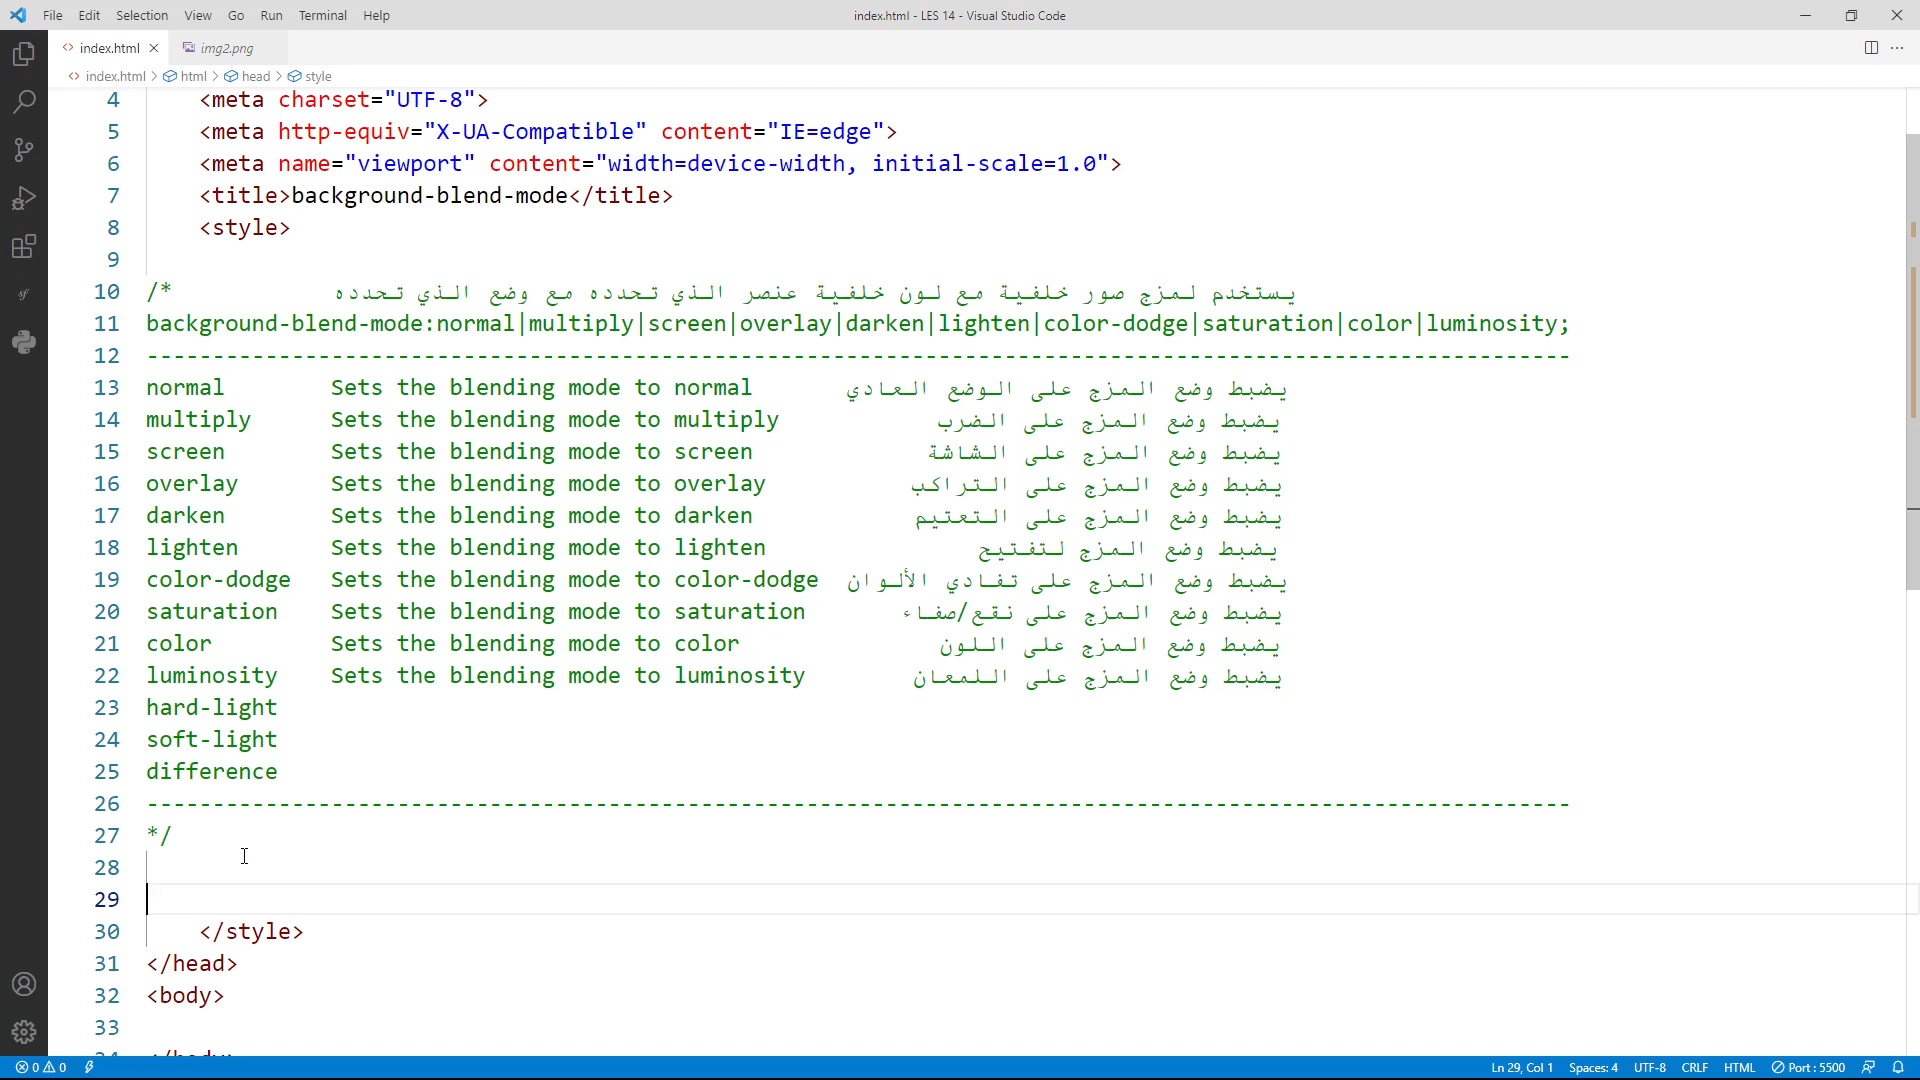 File Edit Selection View Go Run Terminal Help
index.html - LES 14 - Visual Studio Code
index.html
img2.png
index.html > html > head > style
4 <meta charset="UTF-8">
5 <meta http-equiv="X-UA-Compatible" content="IE=edge">
6 <meta name="viewport" content="width=device-width, initial-scale=1.0">
7 <title>background-blend-mode</title>
8 <style>
9
10 /* يستخدم لمزج صور خلفية مع لون خلفية عنصر الذي تحدده مع وضع الذي تحدده
11 background-blend-mode:normal|multiply|screen|overlay|darken|lighten|color-dodge|saturation|color|luminosity;
12 ------------------------------------------------------------------------------------------------------------
13 normal Sets the blending mode to normal يضبط وضع المزج على الوضع العادي
14 multiply Sets the blending mode to multiply يضبط وضع المزج على الضرب
15 screen Sets the blending mode to screen يضبط وضع المزج على الشاشة
16 overlay Sets the blending mode to overlay يضبط وضع المزج على التراكب
17 darken Sets the blending mode to darken يضبط وضع المزج على التعتيم
18 lighten Sets the blending mode to lighten يضبط وضع المزج لتفتيح
19 color-dodge Sets the blending mode to color-dodge يضبط وضع المزج على تفادي الألوان
20 saturation Sets the blending mode to saturation يضبط وضع المزج على نقع/صفاء
21 color Sets the blending mode to color يضبط وضع المزج على اللون
22 luminosity Sets the blending mode to luminosity يضبط وضع المزج على اللمعان
23 hard-light
24 soft-light
25 difference
26 ------------------------------------------------------------------------------------------------------------
27 */
28
29
30 </style>
31 </head>
32 <body>
33
0 0
Ln 29, Col 1 Spaces: 4 UTF-8 CRLF HTML Port : 5500